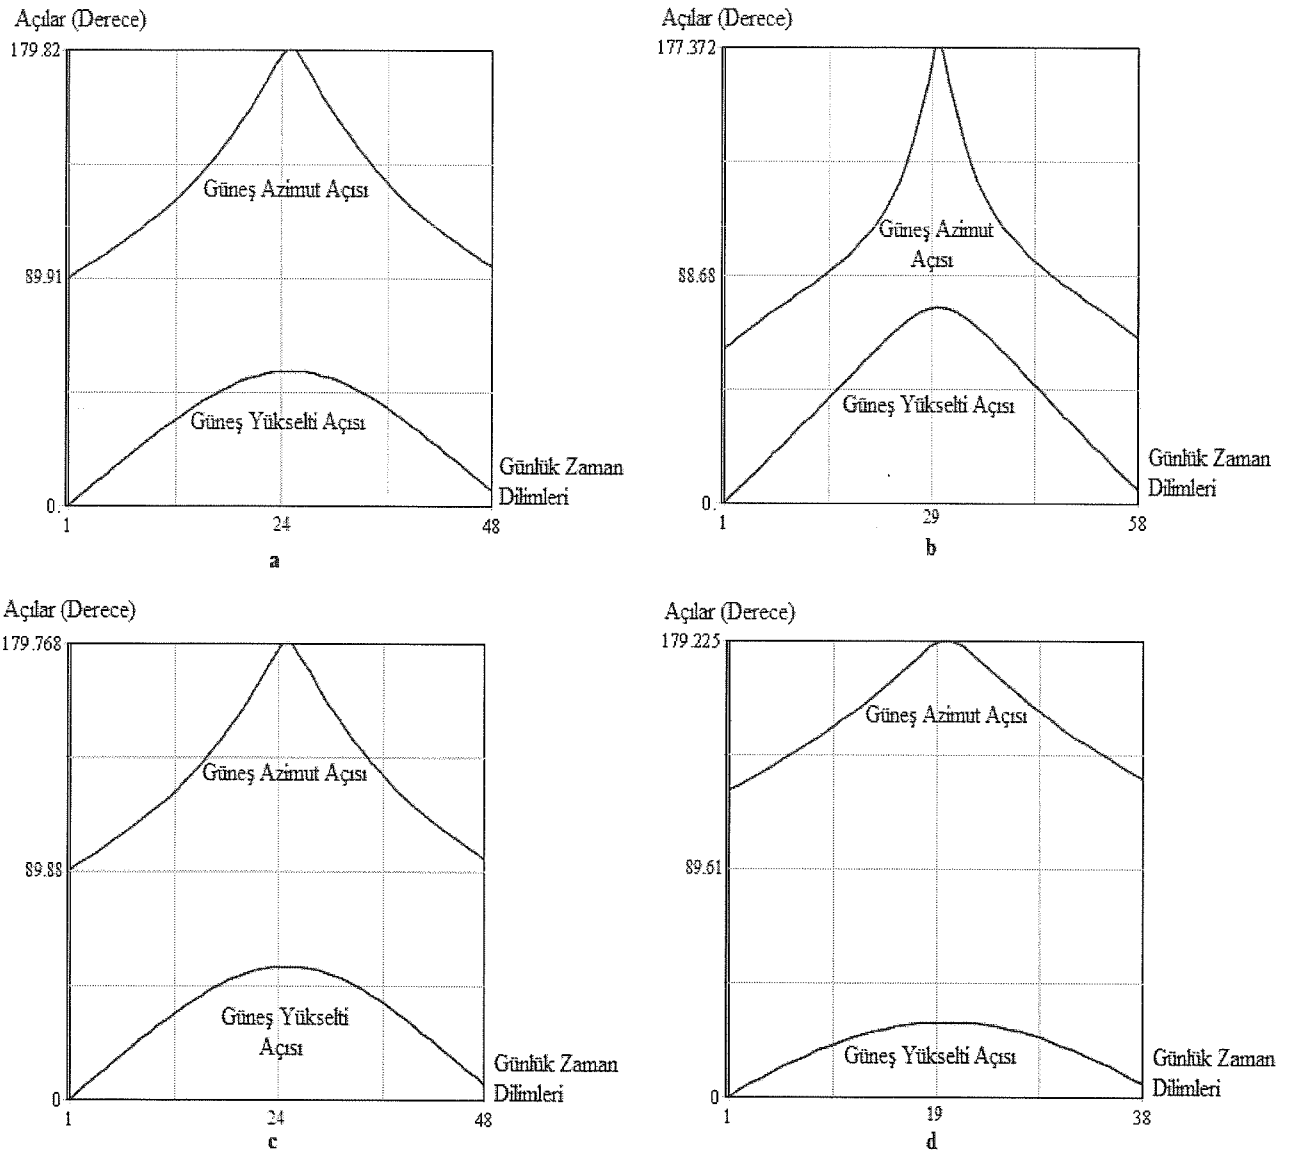 Açılar (Derece)
179.82
89.91
0.
Güneş Azimut Açısı
Güneş Yükselti Açısı
Günlük Zaman
Dilimleri
1
24
48
a
Açılar (Derece)
177.372
88.68
0.
Güneş Azimut
Açısı
Güneş Yükselti Açısı
Günlük Zaman
Dilimleri
1
29
58
b
Açılar (Derece)
179.768
89.88
0
Güneş Azimut Açısı
Güneş Yükselti
Açısı
Günlük Zaman
Dilimleri
1
24
48
c
Açılar (Derece)
179.225
89.61
0
Güneş Azimut Açısı
Güneş Yükselti Açısı
Günlük Zaman
Dilimleri
1
19
38
d